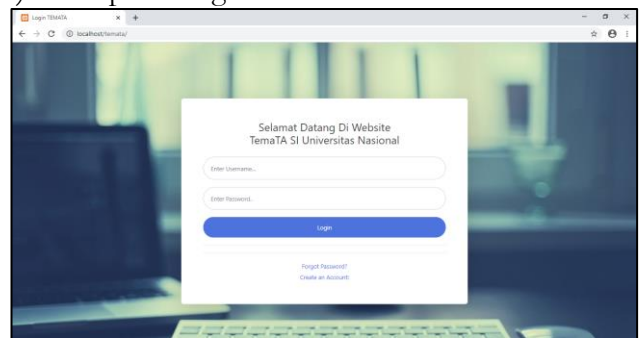 Login TEMATA
localhost/temata/
Selamat Datang Di Website
TemaTA SI Universitas Nasional
Enter Username...
Enter Password..
Login
Forgot Password?
Create an Account!